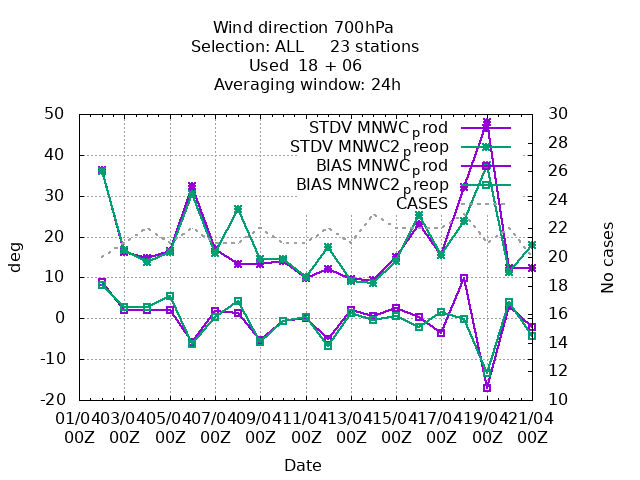 Wind direction 700hPa
Selection: ALL 23 stations
Used 18 + 06
Averaging window: 24h
50 30
STDV MNWC_prod
28
STDV MNWC2_preop
40
BIAS MNWC_prod 26
BIAS MNWC2_preop
30 24
CASES
22
20 20
deg No cases
10 18
0 16
14
-10
12
-20 10
01/04 03/04 05/04 07/04 09/04 11/04 13/04 15/04 17/04 19/04 21/04
00Z 00Z 00Z 00Z 00Z 00Z 00Z 00Z 00Z 00Z 00Z
Date